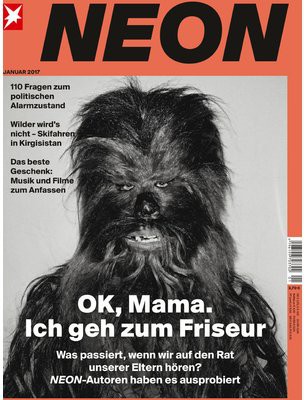 NEON
JANUAR 2017
110 Fragen zum
politischen
Alarmzustand
Wilder wird's
nicht – Skifahren
in Kirgisistan
Das beste
Geschenk:
Musik und Filme
zum Anfassen
OK, Mama.
Ich geh zum Friseur
Was passiert, wenn wir auf den Rat
unserer Eltern hören?
NEON-Autoren haben es ausprobiert